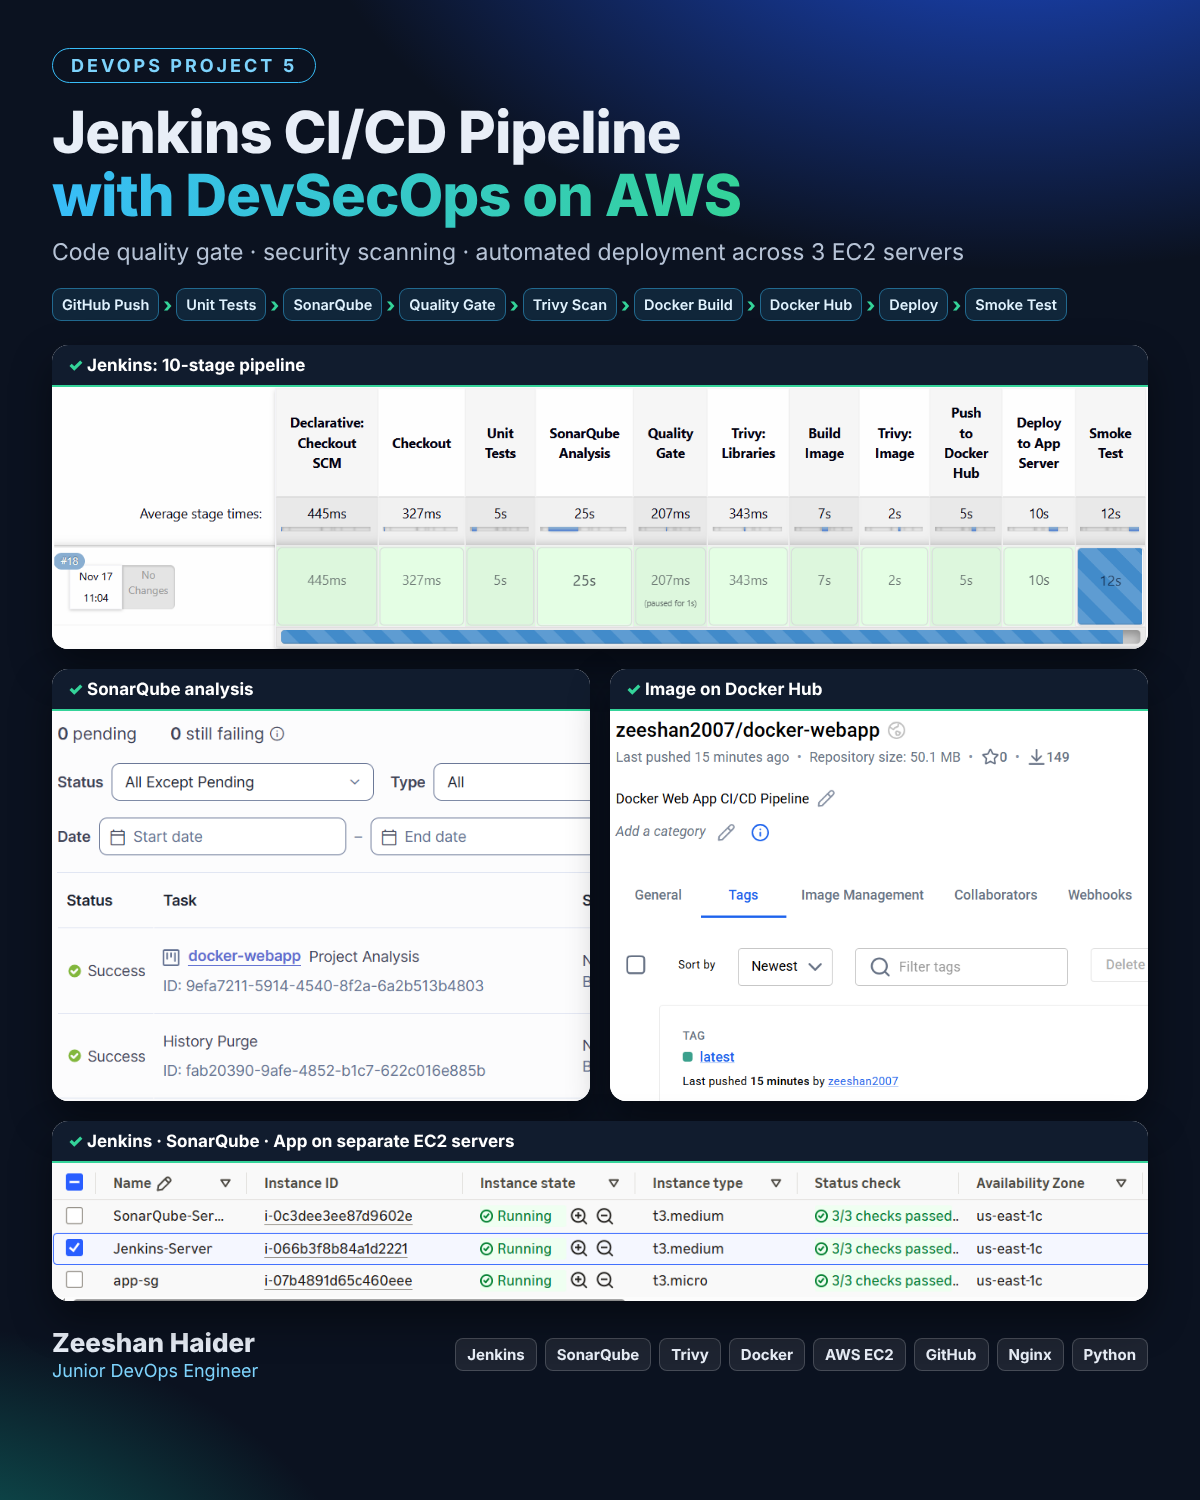 DEVOPS PROJECT 5
Jenkins CI/CD Pipeline
with DevSecOps on AWS
Code quality gate · security scanning · automated deployment across 3 EC2 servers
GitHub Push › Unit Tests › SonarQube › Quality Gate › Trivy Scan › Docker Build › Docker Hub › Deploy › Smoke Test
Jenkins: 10-stage pipeline
Declarative: Checkout SCM
Checkout
Unit Tests
SonarQube Analysis
Quality Gate
Trivy: Libraries
Build Image
Trivy: Image
Push to Docker Hub
Deploy to App Server
Smoke Test
Average stage times: 445ms 327ms 5s 25s 207ms 343ms 7s 2s 5s 10s 12s
#18
Nov 17
11:04
No Changes
445ms 327ms 5s 25s 207ms 343ms 7s 2s 5s 10s 12s
(paused for 1s)
SonarQube analysis
0 pending 0 still failing
Status All Except Pending Type All
Date Start date – End date
Status Task S
Success docker-webapp Project Analysis N
ID: 9efa7211-5914-4540-8f2a-6a2b513b4803 B
Success History Purge N
ID: fab20390-9afe-4852-b1c7-622c016e885b B
Image on Docker Hub
zeeshan2007/docker-webapp
Last pushed 15 minutes ago • Repository size: 50.1 MB • 0 • 149
Docker Web App CI/CD Pipeline
Add a category
General Tags Image Management Collaborators Webhooks
Sort by Newest Filter tags Delete
TAG
latest
Last pushed 15 minutes by zeeshan2007
Jenkins · SonarQube · App on separate EC2 servers
Name Instance ID Instance state Instance type Status check Availability Zone
SonarQube-Ser... i-0c3dee3ee87d9602e Running t3.medium 3/3 checks passed.. us-east-1c
Jenkins-Server i-066b3f8b84a1d2221 Running t3.medium 3/3 checks passed.. us-east-1c
app-sg i-07b4891d65c460eee Running t3.micro 3/3 checks passed.. us-east-1c
Zeeshan Haider
Junior DevOps Engineer
Jenkins SonarQube Trivy Docker AWS EC2 GitHub Nginx Python